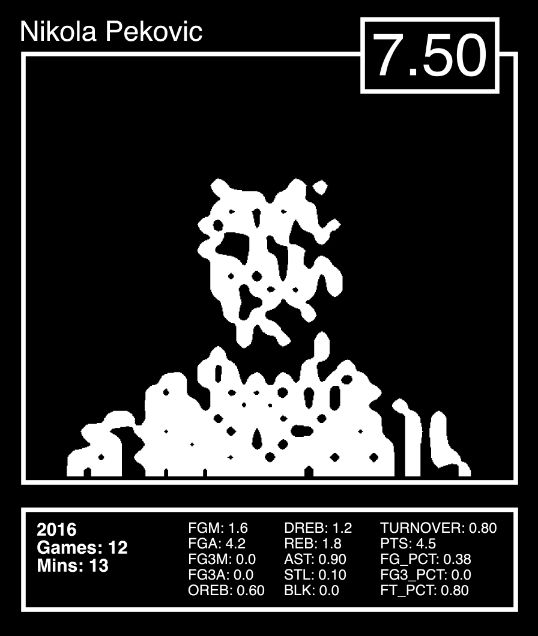 Nikola Pekovic
7.50
2016
Games: 12
Mins: 13
FGM: 1.6
FGA: 4.2
FG3M: 0.0
FG3A: 0.0
OREB: 0.60
DREB: 1.2
REB: 1.8
AST: 0.90
STL: 0.10
BLK: 0.0
TURNOVER: 0.80
PTS: 4.5
FG_PCT: 0.38
FG3_PCT: 0.0
FT_PCT: 0.80